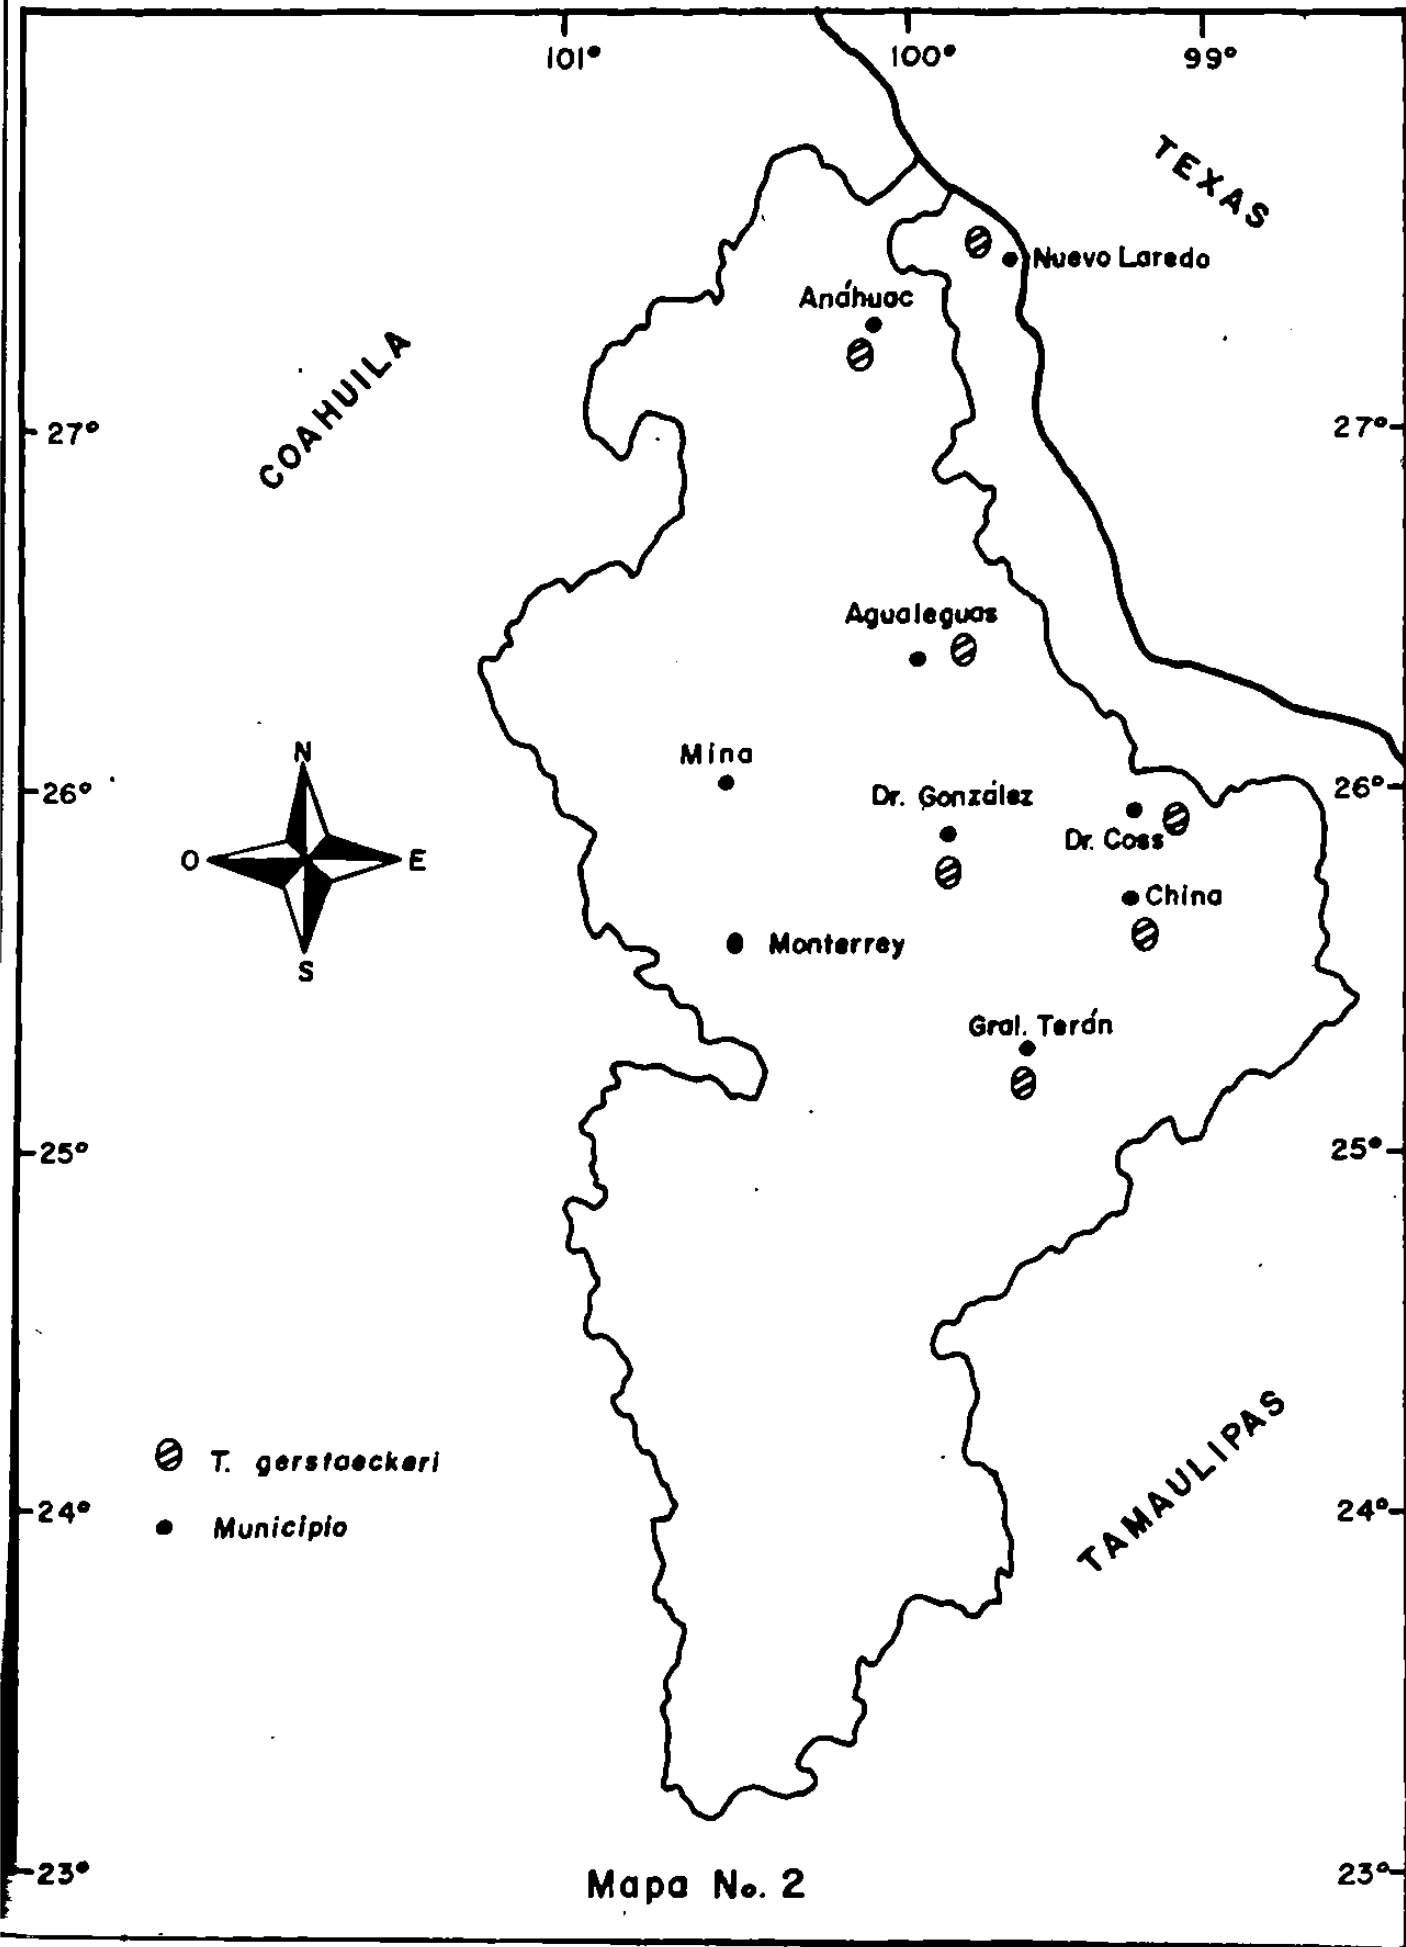 101° 100° 99°
TEXAS
Nuevo Laredo
Anáhuac
COAHUILA
27° 27°
Agualeguas
N
Mina
26° 26°
Dr. González
Dr. Coss
O E
China
Monterrey
S
Gral. Terán
25° 25°
TAMAULIPAS
T. gerstaeckeri
24° 24°
Municipio
23° 23°
Mapa No. 2